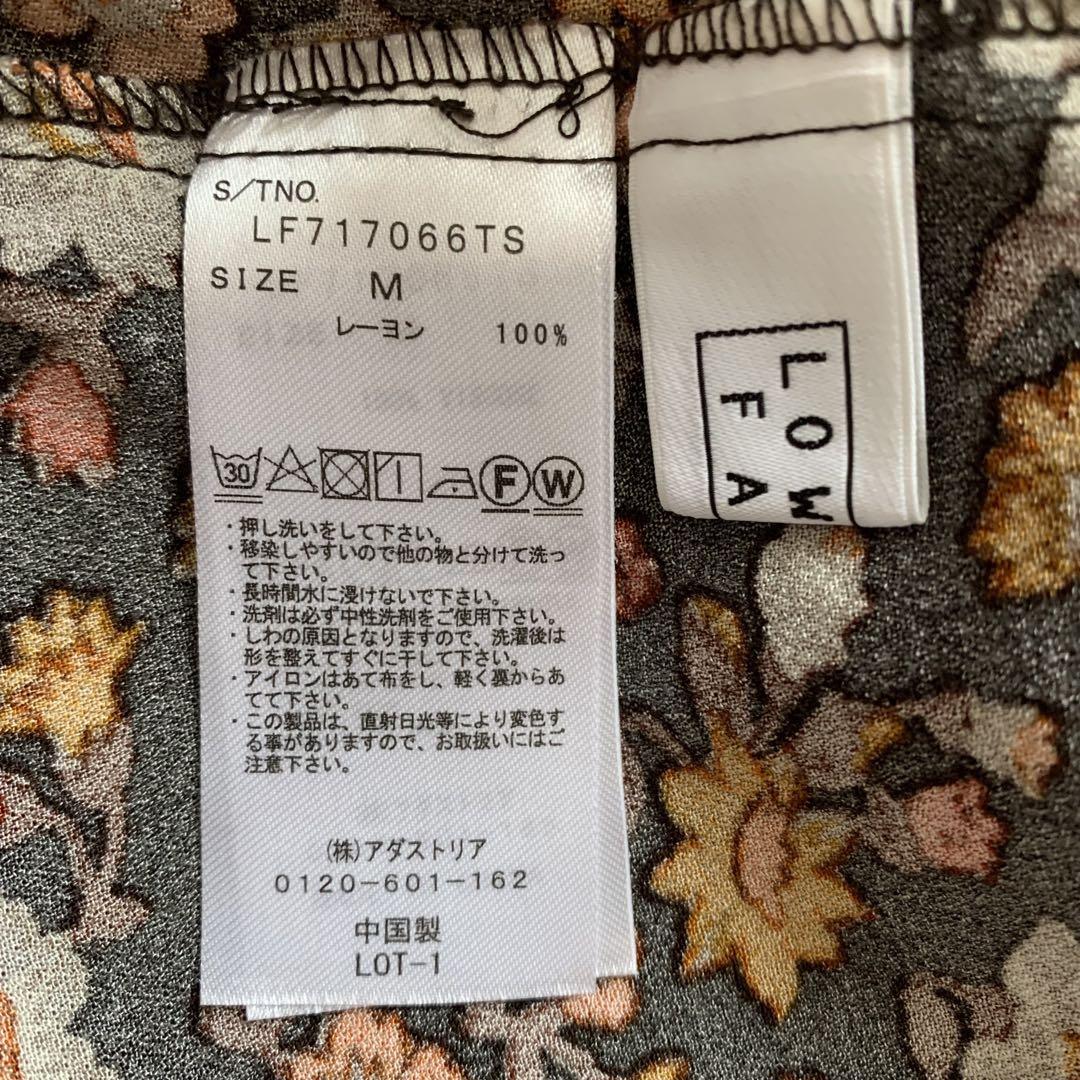 S/TNO.
LF717066TS
SIZE M
レーヨン 100%
30
F W
・押し洗いをして下さい。
・移染しやすいので他の物と分けて洗っ
て下さい。
・長時間水に浸けないで下さい。
・洗剤は必ず中性洗剤をご使用下さい。
・しわの原因となりますので、洗濯後は
形を整えてすぐに干して下さい。
・アイロンはあて布をし、軽く裏からあ
てて下さい。
・この製品は、直射日光等により変色す
る事がありますので、お取扱いにはご
注意下さい。
(株)アダストリア
0120-601-162
中国製
LOT-1
LOW
FA